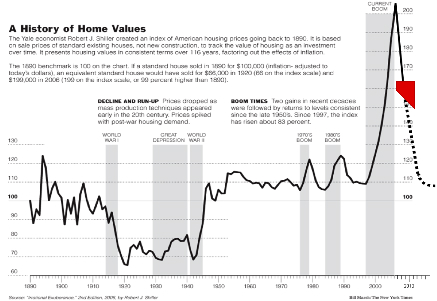 CURRENT
BOOM
A History of Home Values
The Yale economist Robert J. Shiller created an index of American housing prices going back to 1890. It is
based on sale prices of standard existing houses, not new construction, to track the value of housing as an investment
over time. It presents housing values in consistent terms over 116 years, factoring out the effects of inflation.
The 1890 benchmark is 100 on the chart. If a standard house sold in 1890 for $100,000 (inflation- adjusted to
today's dollars), an equivalent standard house would have sold for $66,000 in 1920 (66 on the index scale) and
$199,000 in 2006 (199 on the index scale, or 99 percent higher than 1890).
DECLINE AND RUN-UP Prices dropped as
mass production techniques appeared
early in the 20th century. Prices spiked
with post-war housing demand.
BOOM TIMES Two gains in recent decades
were followed by returns to levels consistent
since the late 1950s. Since 1997, the index
has risen about 83 percent.
WORLD
WAR I
GREAT
DEPRESSION
WORLD
WAR II
1970'S
BOOM
1980'S
BOOM
200
190
180
170
160
150
140
130
120
110
100
130
120
110
100
90
80
70
60
1890
1900
1910
1920
1930
1940
1950
1960
1970
1980
1990
2000
2012
Source: "Irrational Exuberance," 2nd Edition, 2006, by Robert J. Shiller
Bill Marsh/The New York Times